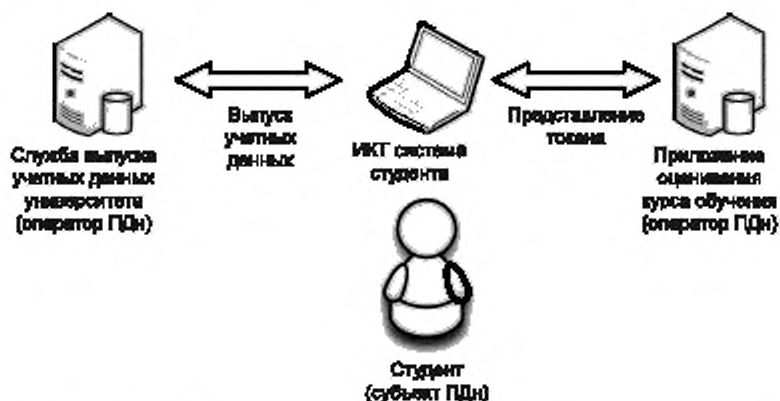 Служба выпуска
учетных данных
университета
(оператор ПДн)
Выпуск
учетных
данных
ИКТ система
студента
Представление
токена
Приложение
оценивания
курса обучения
(оператор ПДн)
Студент
(субъект ПДн)